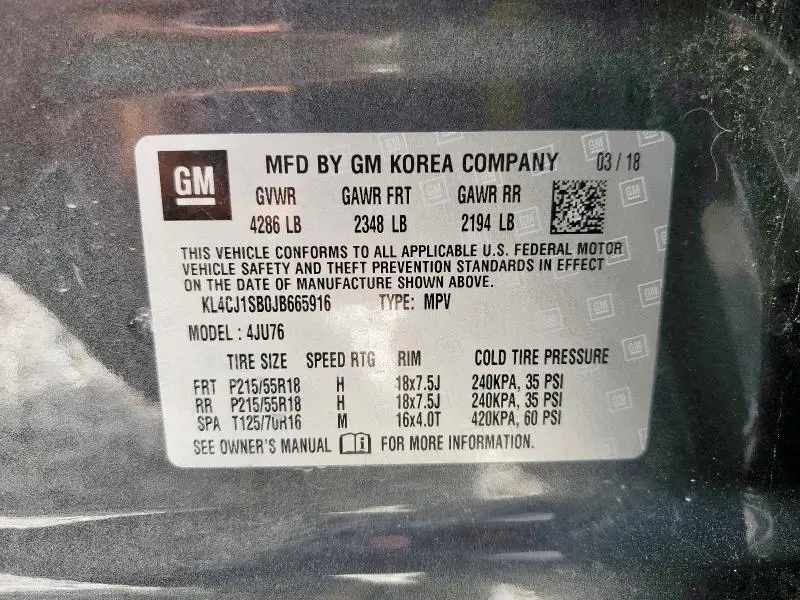 GM MFD BY GM KOREA COMPANY 03 / 18
GVWR GAWR FRT GAWR RR
4286 LB 2348 LB 2194 LB
THIS VEHICLE CONFORMS TO ALL APPLICABLE U.S. FEDERAL MOTOR
VEHICLE SAFETY AND THEFT PREVENTION STANDARDS IN EFFECT
ON THE DATE OF MANUFACTURE SHOWN ABOVE.
KL4CJ1SB0JB665916 TYPE: MPV
MODEL : 4JU76
TIRE SIZE SPEED RTG RIM COLD TIRE PRESSURE
FRT P215/55R18 H 18x7.5J 240KPA, 35 PSI
RR P215/55R18 H 18x7.5J 240KPA, 35 PSI
SPA T125/70R16 M 16x4.0T 420KPA, 60 PSI
SEE OWNER'S MANUAL FOR MORE INFORMATION.